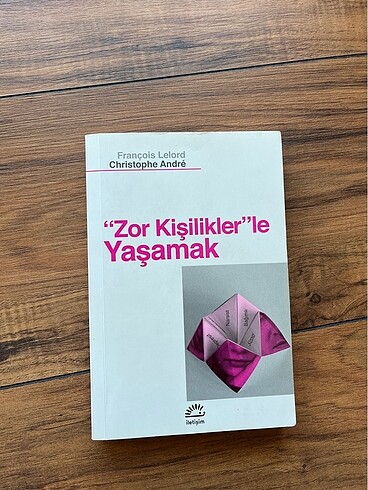 François Lelord
Christophe André
"Zor Kişilikler"le
Yaşamak
iletişim